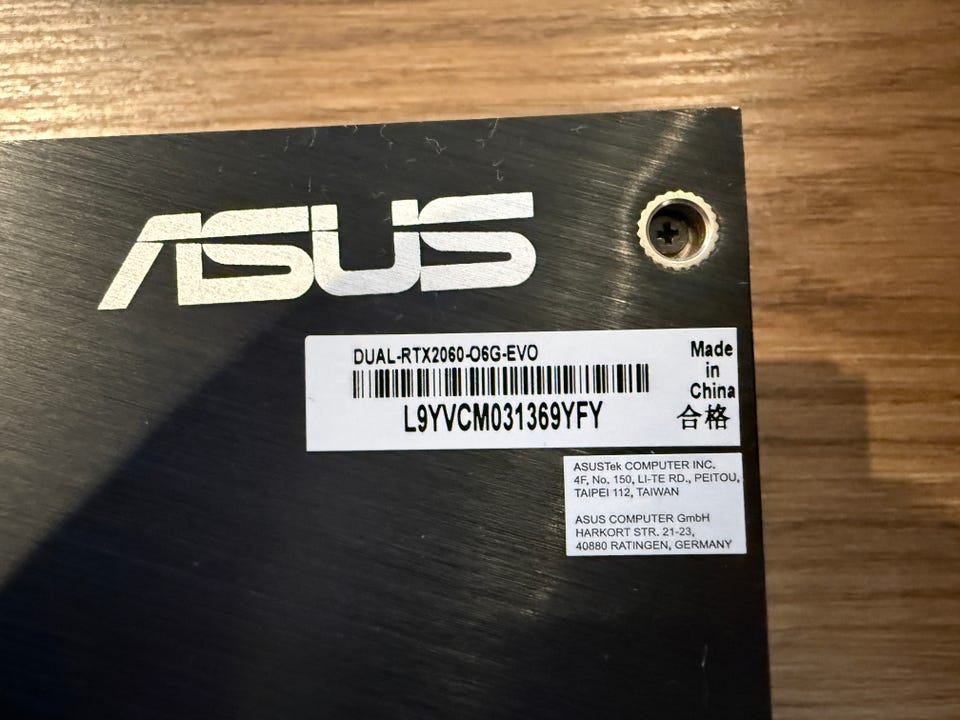 ASUS
DUAL-RTX2060-O6G-EVO
L9YVCM031369YFY
Made
in
China
合格
ASUSTek COMPUTER INC.
4F, No. 150, LI-TE RD., PEITOU,
TAIPEI 112, TAIWAN
ASUS COMPUTER GmbH
HARKORT STR. 21-23,
40880 RATINGEN, GERMANY